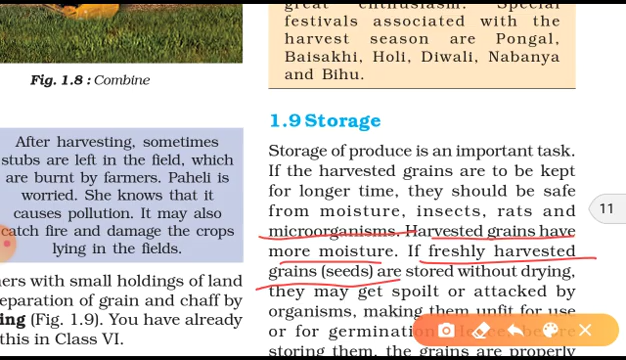 great enthusiasm. Special
festivals associated with the
harvest season are Pongal,
Baisakhi, Holi, Diwali, Nabanya
and Bihu.
Fig. 1.8 : Combine
After harvesting, sometimes
stubs are left in the field, which
are burnt by farmers. Paheli is
worried. She knows that it
causes pollution. It may also
catch fire and damage the crops
lying in the fields.
ers with small holdings of land
eparation of grain and chaff by
ing (Fig. 1.9). You have already
this in Class VI.
1.9 Storage
Storage of produce is an important task.
If the harvested grains are to be kept
for longer time, they should be safe
from moisture, insects, rats and
microorganisms. Harvested grains have
more moisture. If freshly harvested
grains (seeds) are stored without drying,
they may get spoilt or attacked by
organisms, making them unfit for use
or for germination
storing them, the grains are properly
11